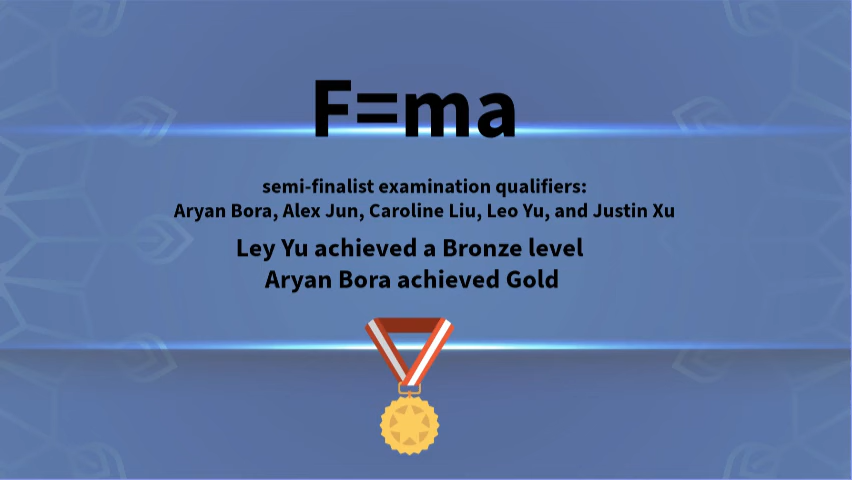 F=ma
semi-finalist examination qualifiers:
Aryan Bora, Alex Jun, Caroline Liu, Leo Yu, and Justin Xu
Ley Yu achieved a Bronze level
Aryan Bora achieved Gold